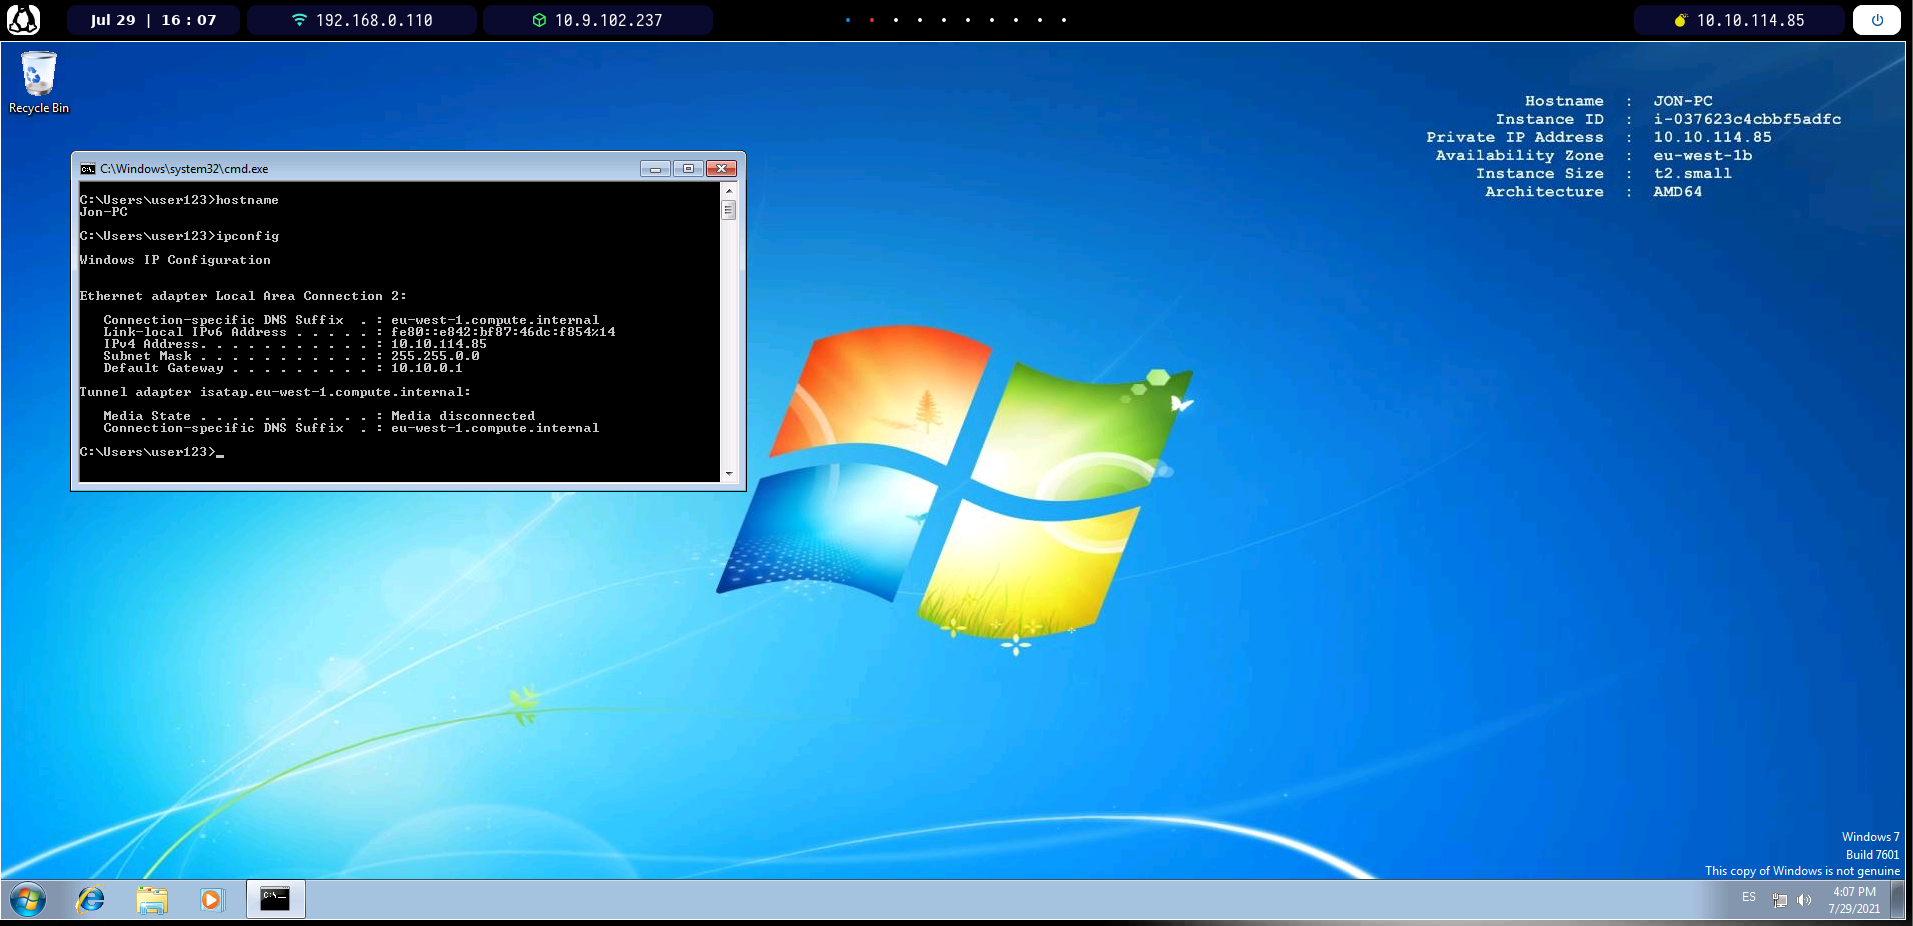 Jul 29 | 16 : 07
192.168.0.110
10.9.102.237
10.10.114.85
Recycle Bin
Hostname : JON-PC
Instance ID : i-037623c4cbbf5adfc
Private IP Address : 10.10.114.85
Availability Zone : eu-west-1b
Instance Size : t2.small
Architecture : AMD64
C:\Windows\system32\cmd.exe
C:\Users\user123>hostname
Jon-PC
C:\Users\user123>ipconfig
Windows IP Configuration
Ethernet adapter Local Area Connection 2:
Connection-specific DNS Suffix . : eu-west-1.compute.internal
Link-local IPv6 Address . . . . . : fe80::e842:bf87:46dc:f854%14
IPv4 Address. . . . . . . . . . . : 10.10.114.85
Subnet Mask . . . . . . . . . . . : 255.255.0.0
Default Gateway . . . . . . . . . : 10.10.0.1
Tunnel adapter isatap.eu-west-1.compute.internal:
Media State . . . . . . . . . . . : Media disconnected
Connection-specific DNS Suffix . : eu-west-1.compute.internal
C:\Users\user123>_
Windows 7
Build 7601
This copy of Windows is not genuine
ES
4:07 PM
7/29/2021